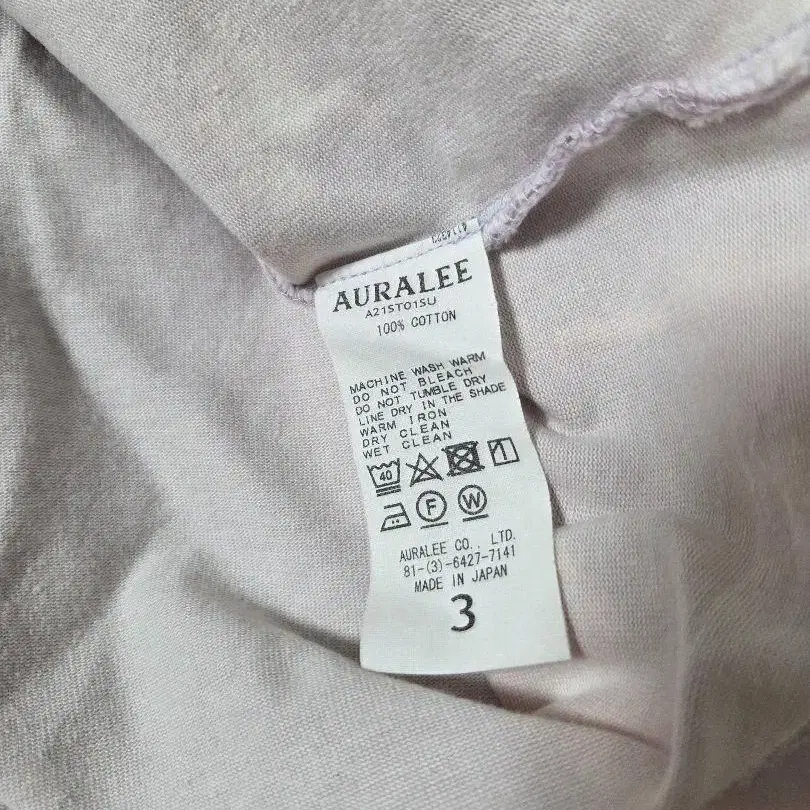 AURALEE
A21ST01SU
100% COTTON
MACHINE WASH WARM
DO NOT BLEACH
DO NOT TUMBLE DRY
LINE DRY IN THE SHADE
WARM IRON
DRY CLEAN
WET CLEAN
40
F W
AURALEE CO., LTD.
81-(3)-6427-7141
MADE IN JAPAN
3